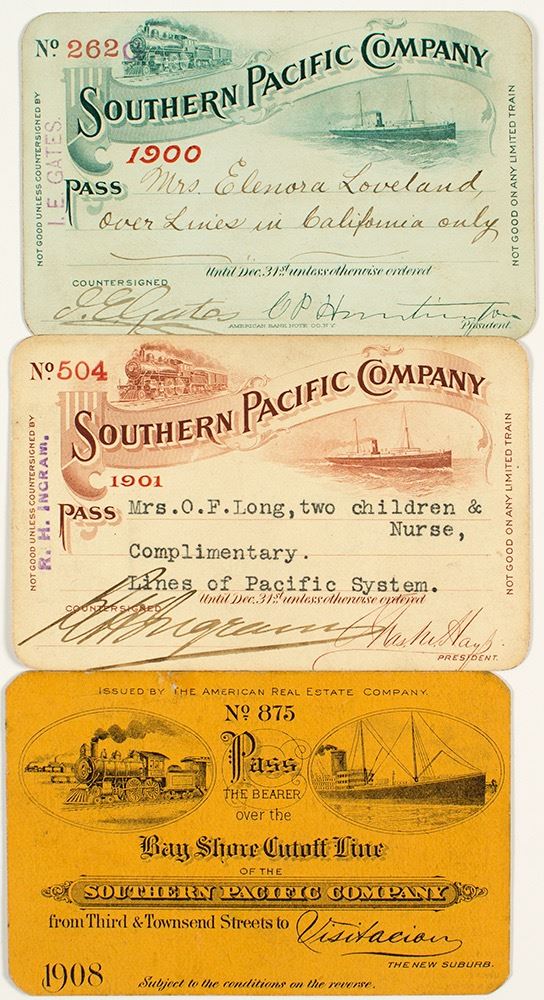 No 262
SOUTHERN PACIFIC COMPANY
1900
NOT GOOD UNLESS COUNTERSIGNED BY
I. E. GATES.
NOT GOOD ON ANY LIMITED TRAIN
PASS Mrs. Elenora Loveland,
over Lines in California only
Until Dec. 31st unless otherwise ordered
COUNTERSIGNED
I. E. Gates C P Huntington
AMERICAN BANK NOTE CO. N.Y. President.
No 504
SOUTHERN PACIFIC COMPANY
1901
NOT GOOD UNLESS COUNTERSIGNED BY
R. H. INGRAM.
NOT GOOD ON ANY LIMITED TRAIN
PASS Mrs.O.F.Long, two children &
Nurse,
Complimentary.
Lines of Pacific System.
Until Dec. 31st unless otherwise ordered
COUNTERSIGNED
R H Ingram Chas. M. Hays
PRESIDENT.
ISSUED BY THE AMERICAN REAL ESTATE COMPANY.
No 875
Pass
THE BEARER
over the
Bay Shore Cutoff Line
OF THE
SOUTHERN PACIFIC COMPANY
from Third & Townsend Streets to Visitacion
THE NEW SUBURB.
1908 Subject to the conditions on the reverse.